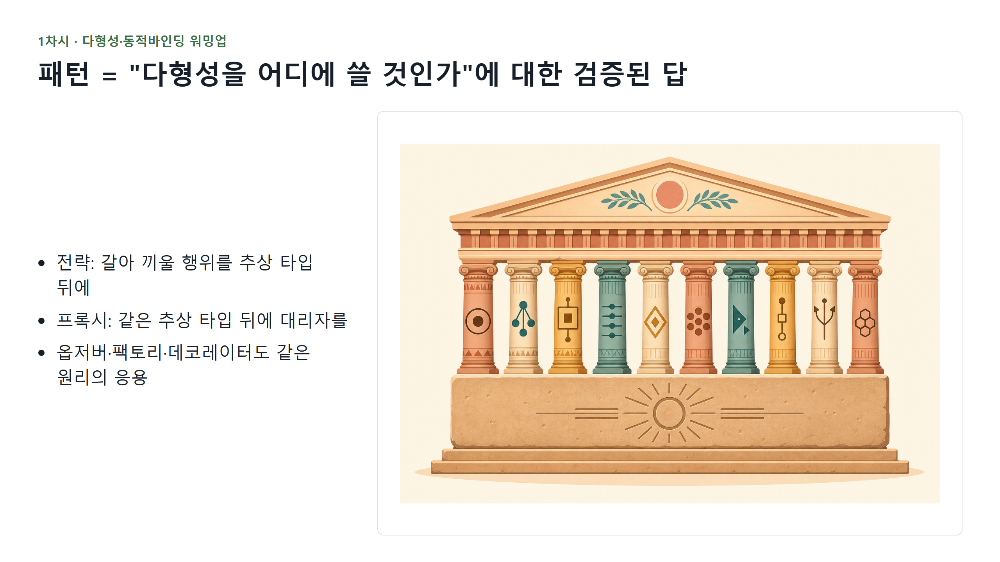 1차시 · 다형성·동적바인딩 워밍업
패턴 = "다형성을 어디에 쓸 것인가"에 대한 검증된 답
• 전략: 갈아 끼울 행위를 추상 타입
뒤에
• 프록시: 같은 추상 타입 뒤에 대리자를
• 옵저버·팩토리·데코레이터도 같은
원리의 응용